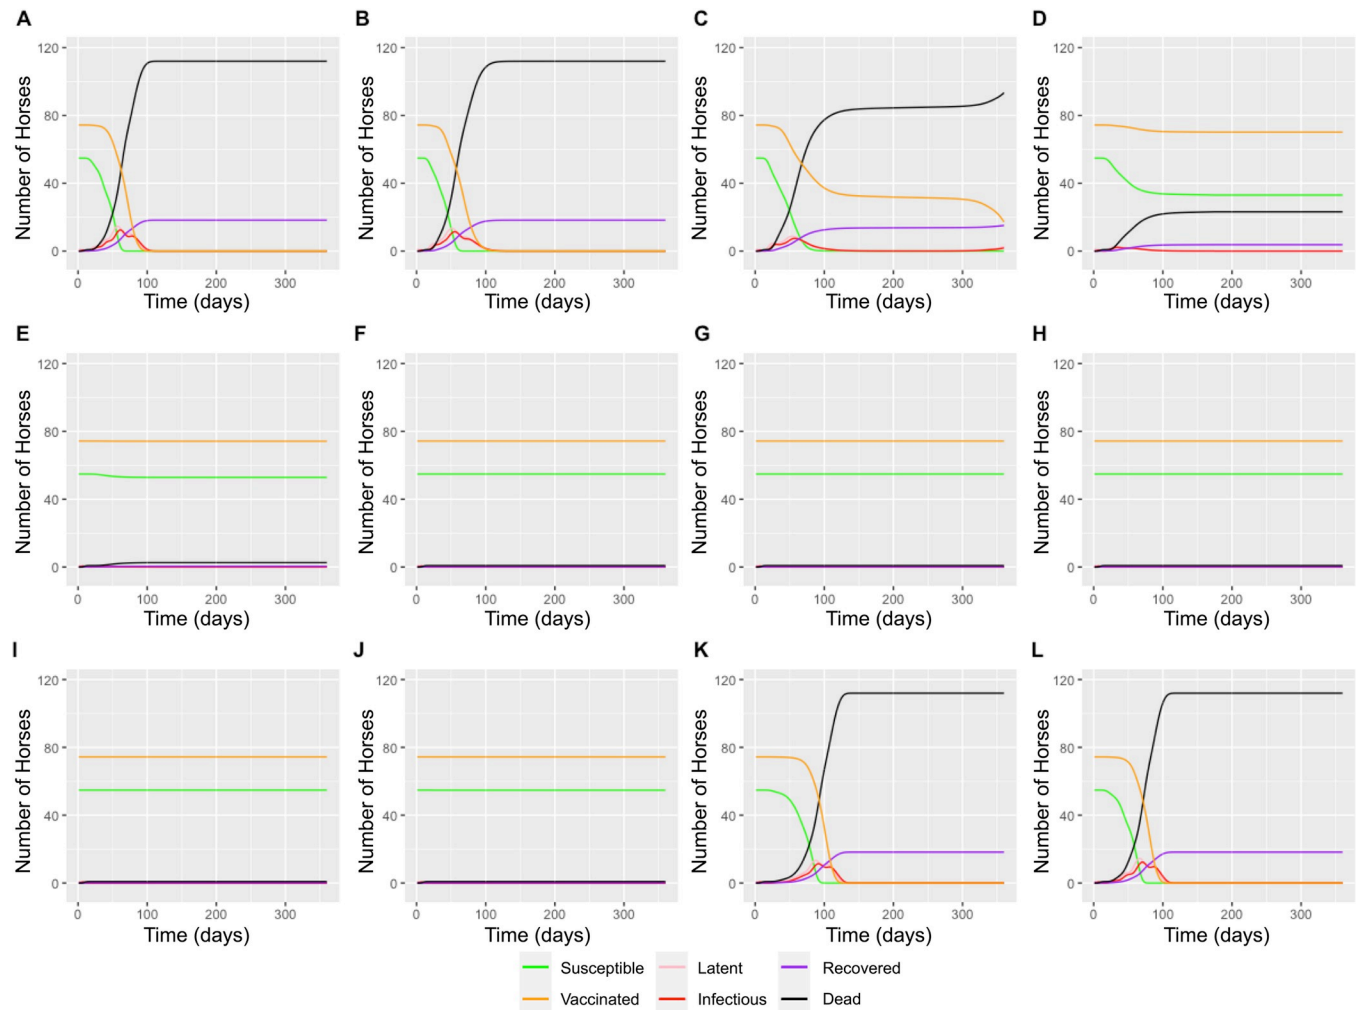 A B C D
120 120 120 120
Number of Horses Number of Horses Number of Horses Number of Horses
80 80 80 80
40 40 40 40
0 0 0 0
0 100 200 300 0 100 200 300 0 100 200 300 0 100 200 300
Time (days) Time (days) Time (days) Time (days)
E F G H
120 120 120 120
Number of Horses Number of Horses Number of Horses Number of Horses
80 80 80 80
40 40 40 40
0 0 0 0
0 100 200 300 0 100 200 300 0 100 200 300 0 100 200 300
Time (days) Time (days) Time (days) Time (days)
I J K L
120 120 120 120
Number of Horses Number of Horses Number of Horses Number of Horses
80 80 80 80
40 40 40 40
0 0 0 0
0 100 200 300 0 100 200 300 0 100 200 300 0 100 200 300
Time (days) Time (days) Time (days) Time (days)
Susceptible Latent Recovered
Vaccinated Infectious Dead